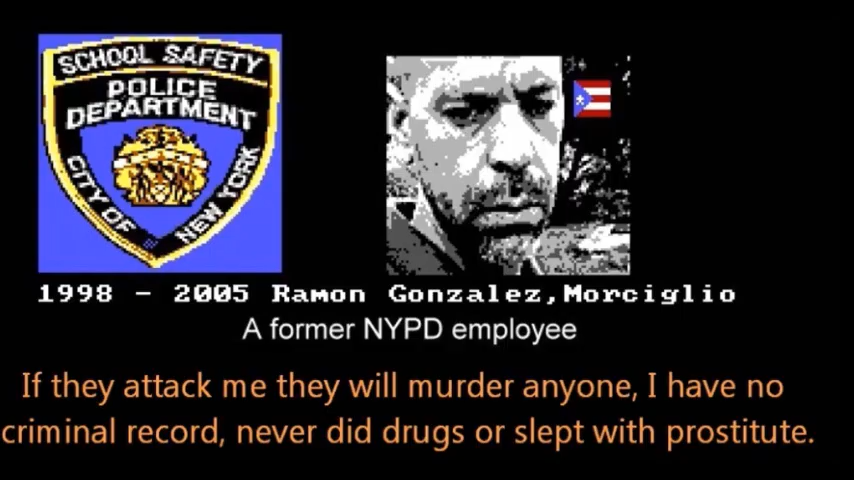 SCHOOL SAFETY
POLICE
DEPARTMENT
CITY OF
NEW YORK
1998 - 2005 Ramon Gonzalez,Morciglio
A former NYPD employee
If they attack me they will murder anyone, I have no
criminal record, never did drugs or slept with prostitute.